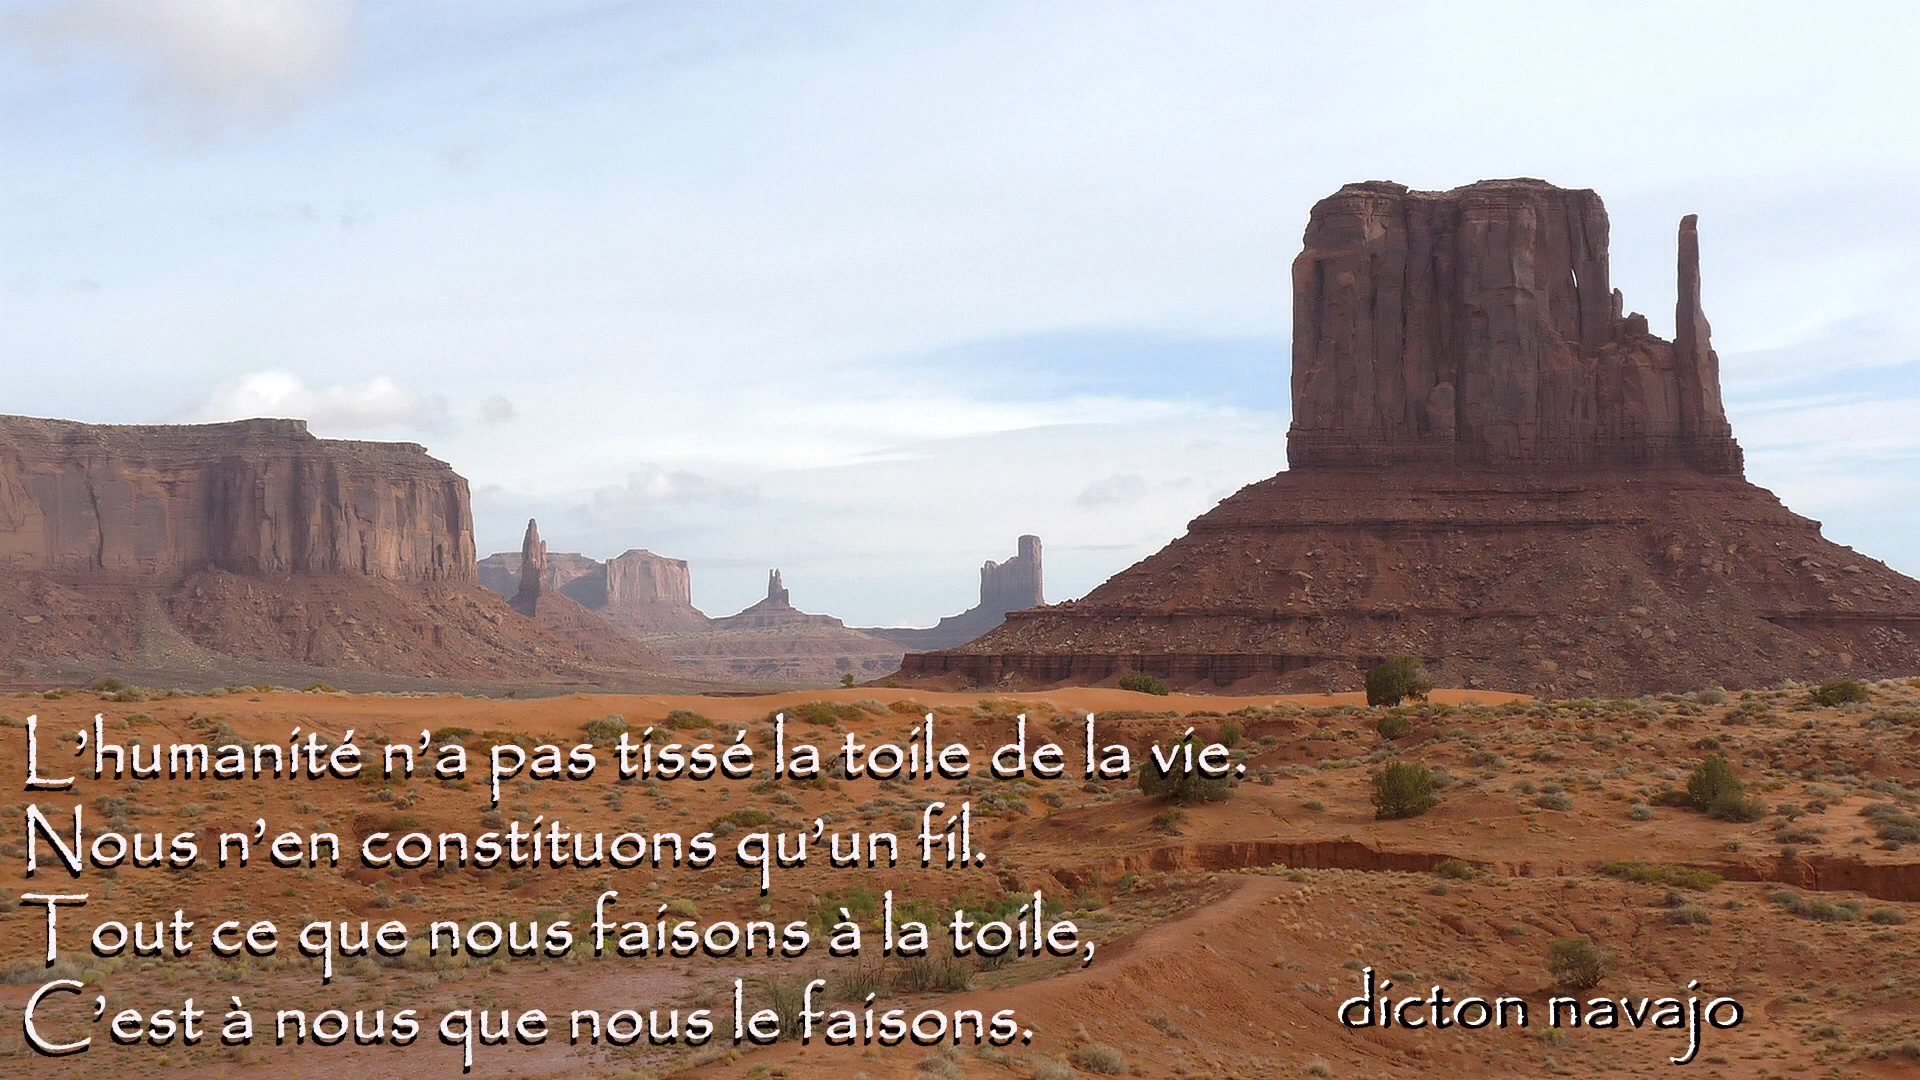 L'humanité n'a pas tissé la toile de la vie.
Nous n'en constituons qu'un fil.
Tout ce que nous faisons à la toile,
C'est à nous que nous le faisons.
dicton navajo